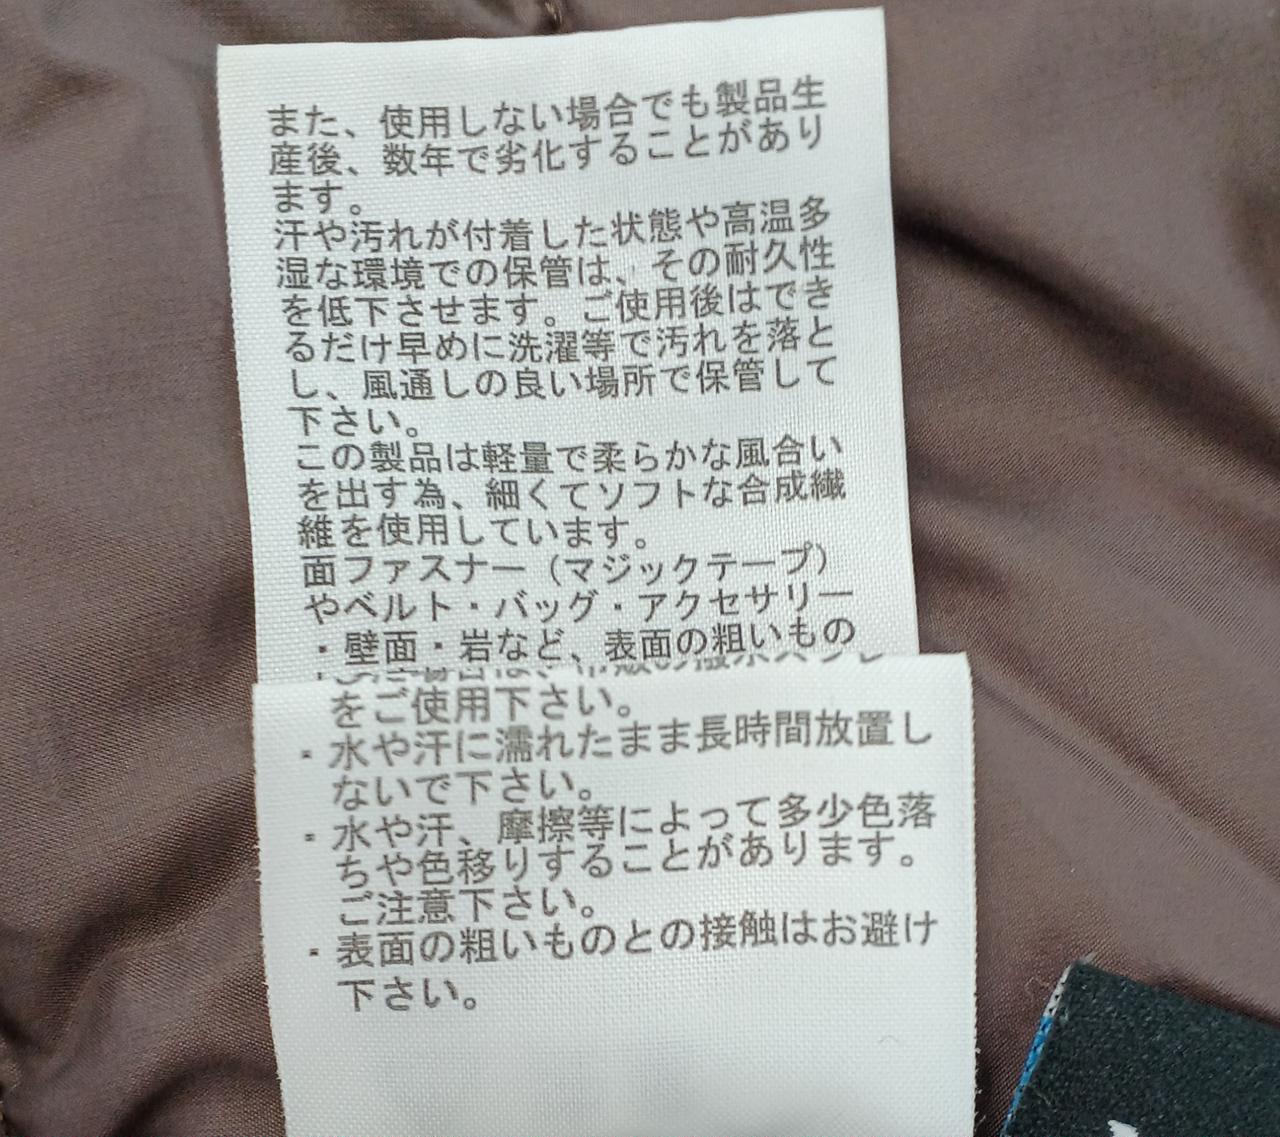 また、使用しない場合でも製品生
産後、数年で劣化することがあり
ます。
汗や汚れが付着した状態や高温多
湿な環境での保管は、その耐久性
を低下させます。ご使用後はでき
るだけ早めに洗濯等で汚れを落と
し、風通しの良い場所で保管して
下さい。
この製品は軽量で柔らかな風合い
を出す為、細くてソフトな合成繊
維を使用しています。
面ファスナー（マジックテープ）
やベルト・バッグ・アクセサリー
・壁面・岩など、表面の粗いもの
をご使用下さい。
・水や汗に濡れたまま長時間放置し
ないで下さい。
・水や汗、摩擦等によって多少色落
ちや色移りすることがあります。
ご注意下さい。
・表面の粗いものとの接触はお避け
下さい。